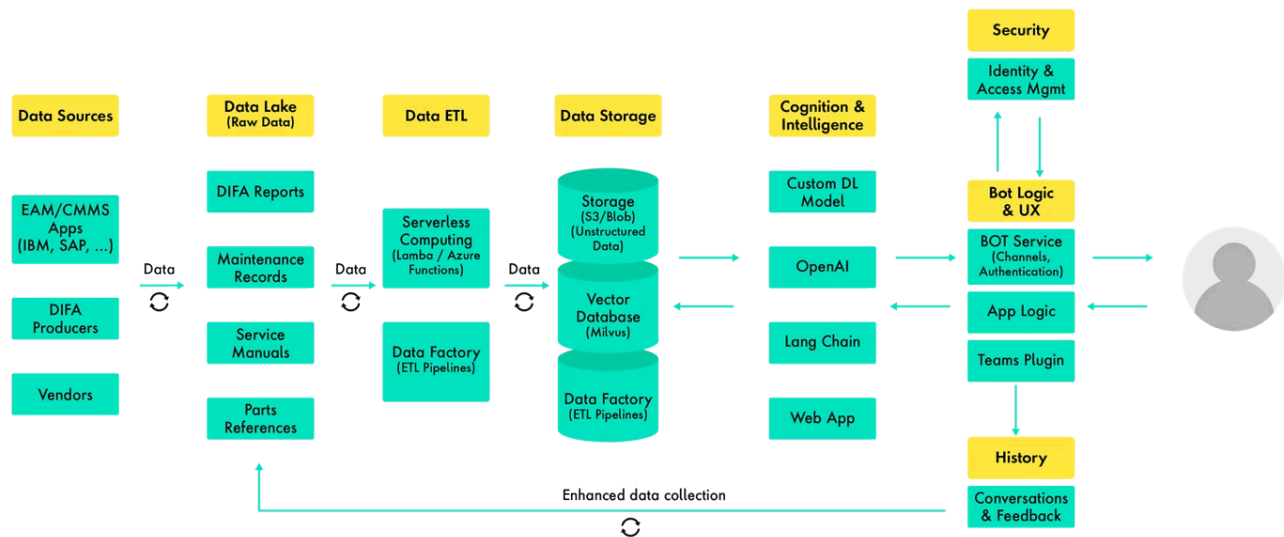 Security
Identity &
Access Mgmt
Data Sources
EAM/CMMS
Apps
(IBM, SAP, ...)
DIFA
Producers
Vendors
Data
Data Lake
(Raw Data)
DIFA Reports
Maintenance
Records
Service
Manuals
Parts
References
Data
Data ETL
Serverless
Computing
(Lamba / Azure
Functions)
Data Factory
(ETL Pipelines)
Data
Data Storage
Storage
(S3/Blob)
(Unstructured
Data)
Vector
Database
(Milvus)
Data Factory
(ETL Pipelines)
Cognition &
Intelligence
Custom DL
Model
OpenAI
Lang Chain
Web App
Bot Logic
& UX
BOT Service
(Channels,
Authentication)
App Logic
Teams Plugin
History
Conversations
& Feedback
Enhanced data collection